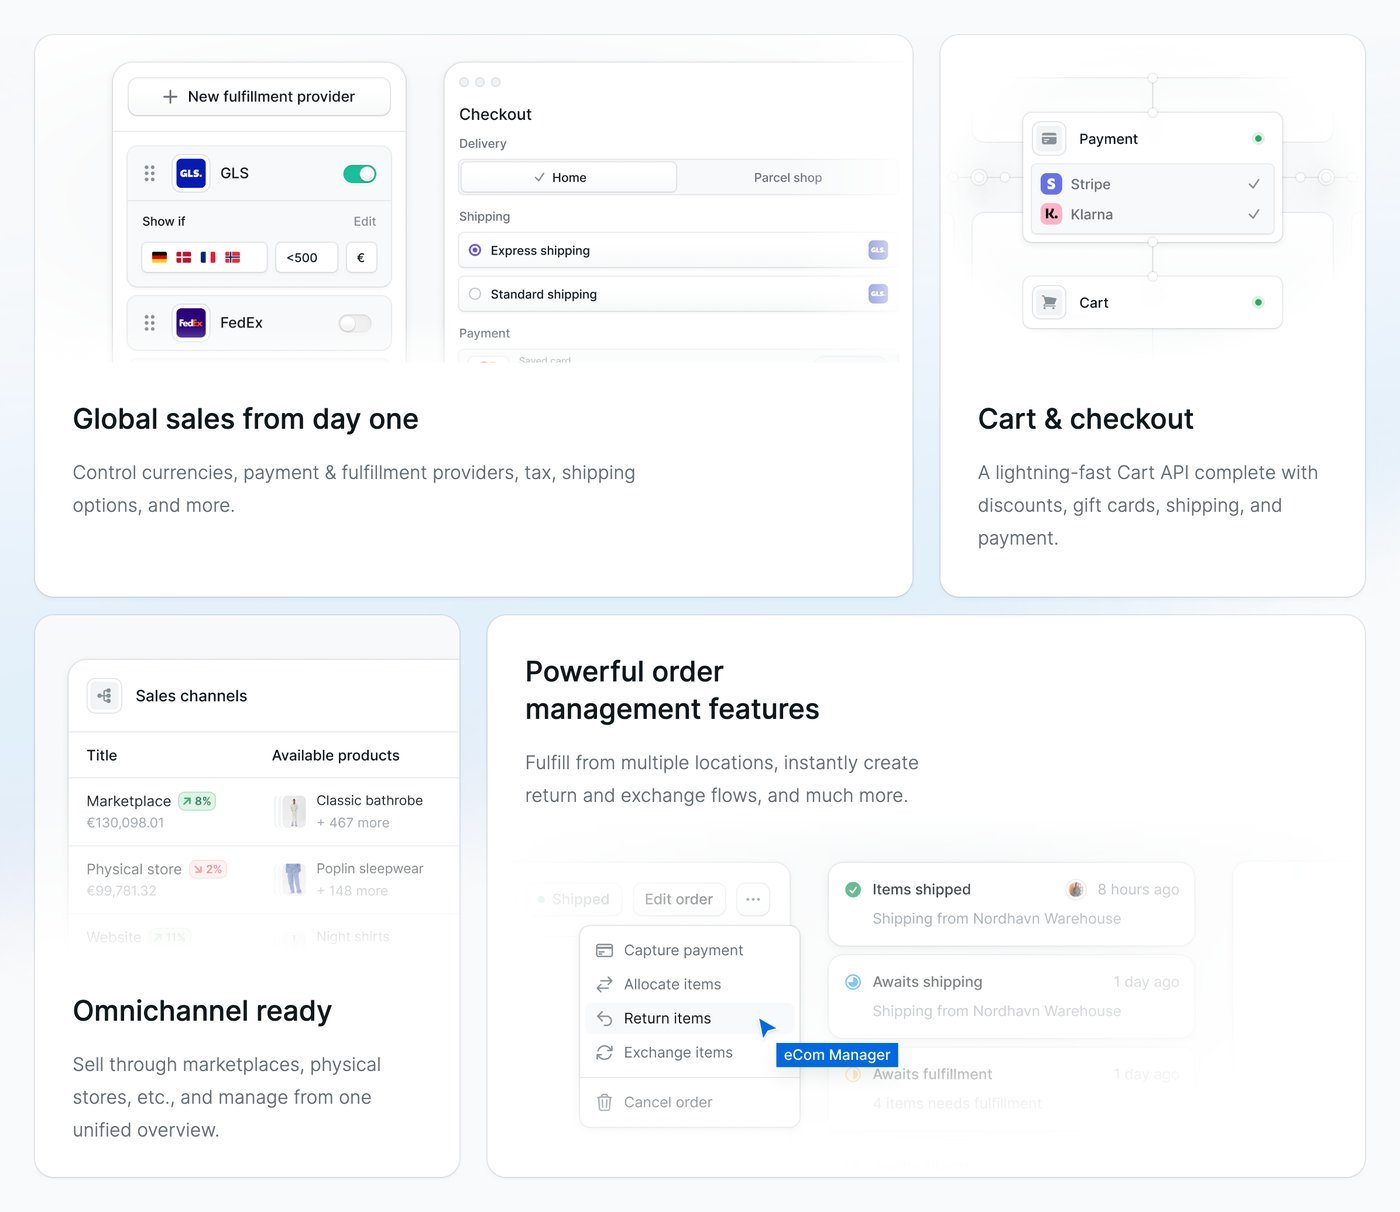 New fulfillment provider
GLS.
GLS
Show if
Edit
<500
€
FedEx
FedEx
Checkout
Delivery
Home
Parcel shop
Shipping
Express shipping
GLS.
Standard shipping
GLS.
Payment
Saved card
Global sales from day one
Control currencies, payment & fulfillment providers, tax, shipping
options, and more.
Payment
S
Stripe
K.
Klarna
Cart
Cart & checkout
A lightning-fast Cart API complete with
discounts, gift cards, shipping, and
payment.
Sales channels
Title
Available products
Marketplace
8%
Classic bathrobe
€130,098.01
+ 467 more
Physical store
2%
Poplin sleepwear
€99,781.32
+ 148 more
Website
11%
Night shirts
Omnichannel ready
Sell through marketplaces, physical
stores, etc., and manage from one
unified overview.
Powerful order
management features
Fulfill from multiple locations, instantly create
return and exchange flows, and much more.
Shipped
Edit order
Capture payment
Allocate items
Return items
Exchange items
Cancel order
eCom Manager
Items shipped
8 hours ago
Shipping from Nordhavn Warehouse
Awaits shipping
1 day ago
Shipping from Nordhavn Warehouse
Awaits fulfillment
1 day ago
4 items needs fulfillment